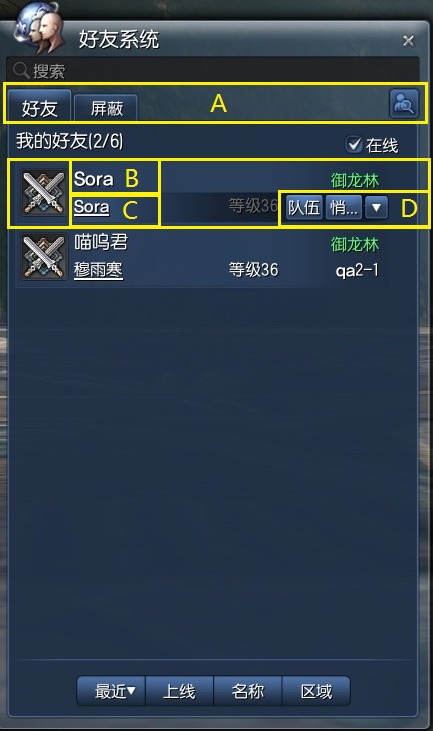 好友系统
搜索
好友 屏蔽 A
我的好友(2/6) 在线
Sora B 御龙林
Sora C 等级36 队伍 悄... D
喵呜君 御龙林
穆雨寒 等级36 qa2-1
最近 上线 名称 区域